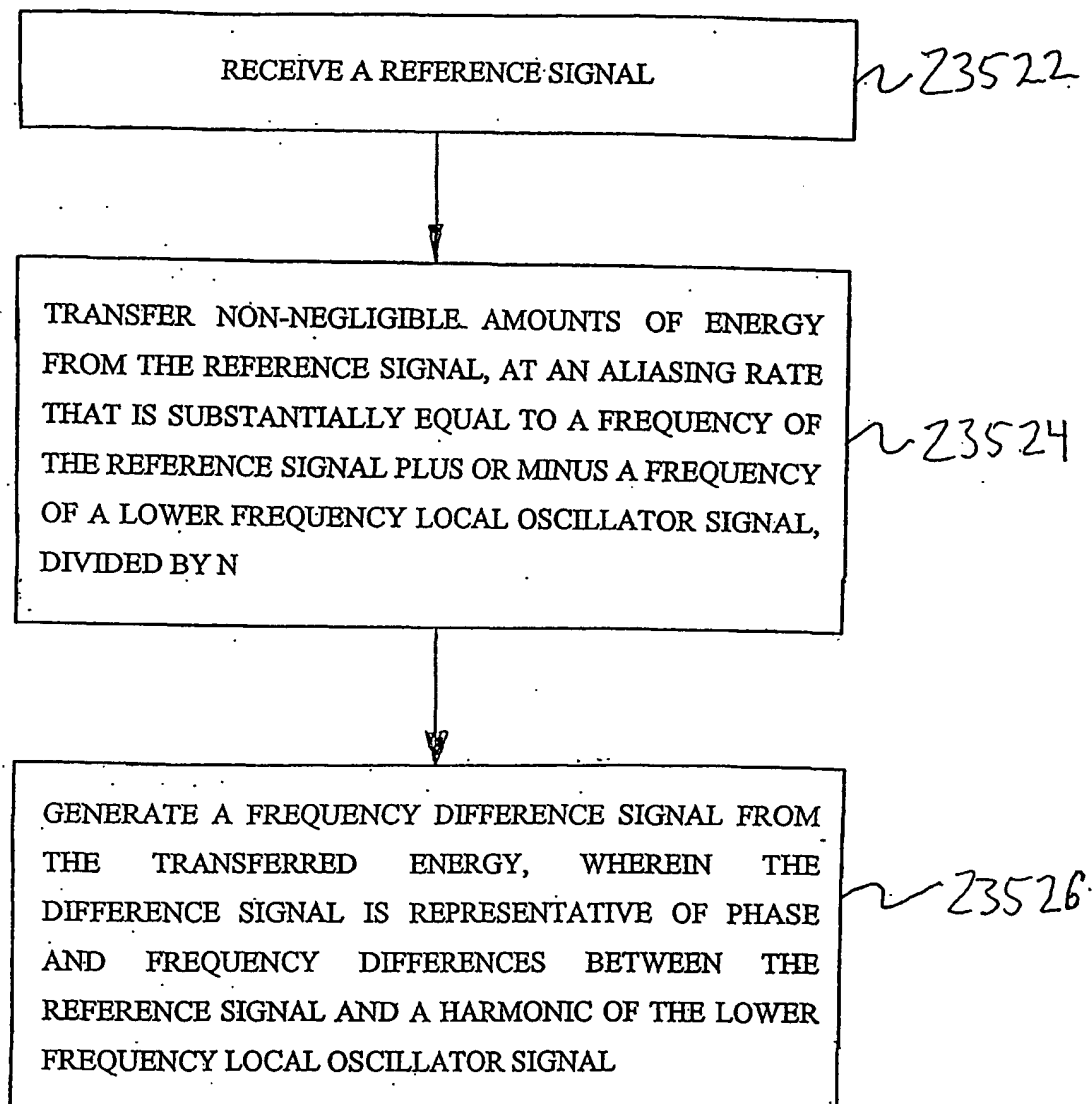 RECEIVE A REFERENCE SIGNAL
23522
TRANSFER NON-NEGLIGIBLE AMOUNTS OF ENERGY
FROM THE REFERENCE SIGNAL, AT AN ALIASING RATE
THAT IS SUBSTANTIALLY EQUAL TO A FREQUENCY OF
THE REFERENCE SIGNAL PLUS OR MINUS A FREQUENCY
OF A LOWER FREQUENCY LOCAL OSCILLATOR SIGNAL,
DIVIDED BY N
23524
GENERATE A FREQUENCY DIFFERENCE SIGNAL FROM
THE TRANSFERRED ENERGY, WHEREIN THE
DIFFERENCE SIGNAL IS REPRESENTATIVE OF PHASE
AND FREQUENCY DIFFERENCES BETWEEN THE
REFERENCE SIGNAL AND A HARMONIC OF THE LOWER
FREQUENCY LOCAL OSCILLATOR SIGNAL
23526